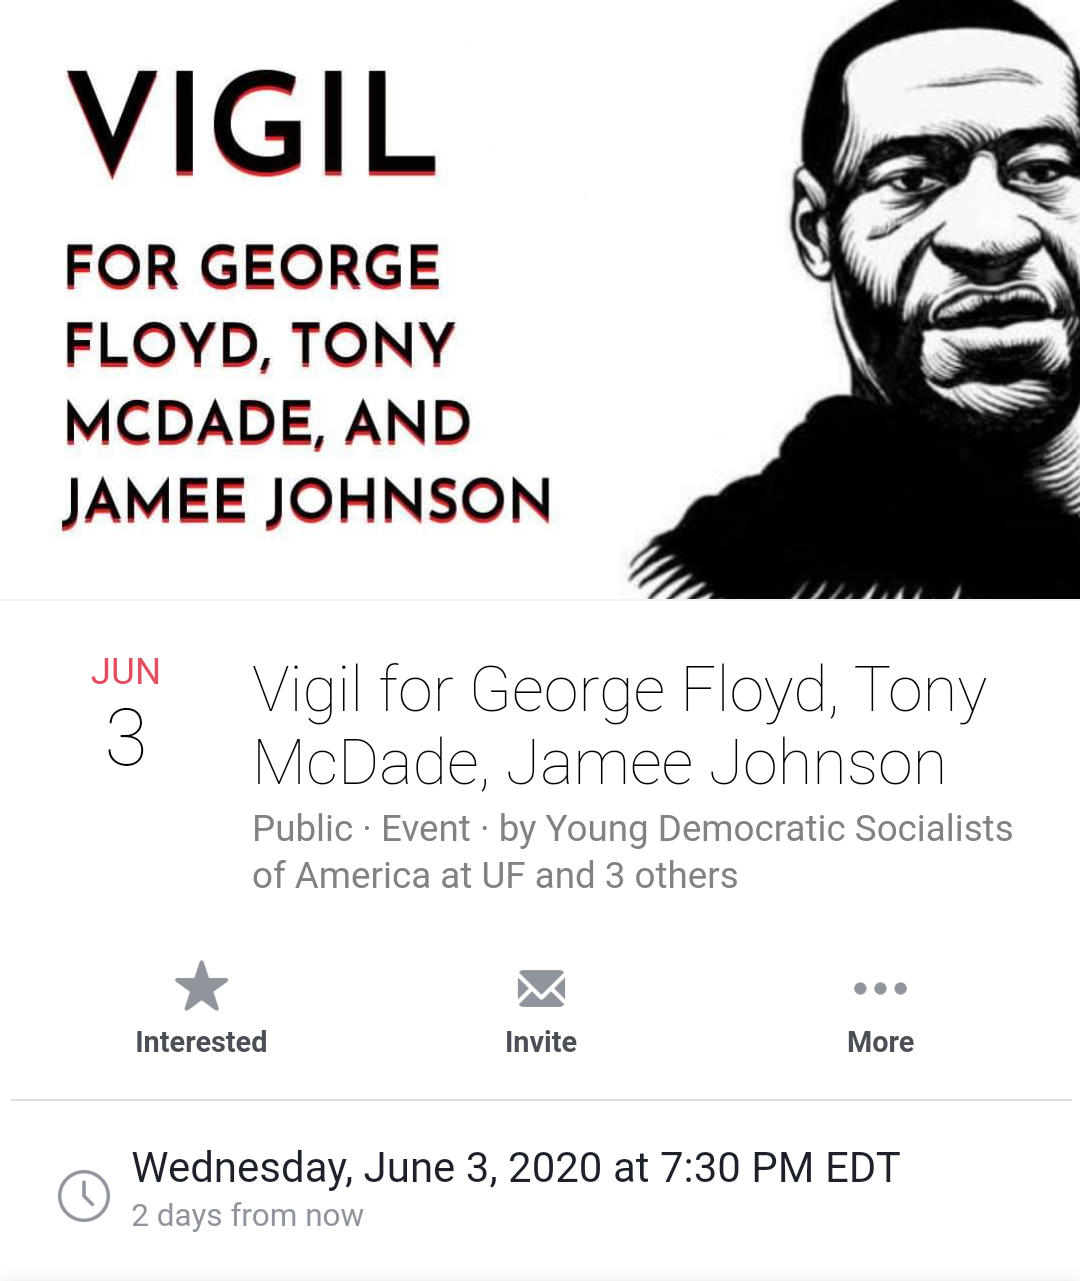 VIGIL
FOR GEORGE
FLOYD, TONY
MCDADE, AND
JAMEE JOHNSON
JUN
3
Vigil for George Floyd, Tony
McDade, Jamee Johnson
Public · Event · by Young Democratic Socialists
of America at UF and 3 others
Interested
Invite
More
Wednesday, June 3, 2020 at 7:30 PM EDT
2 days from now